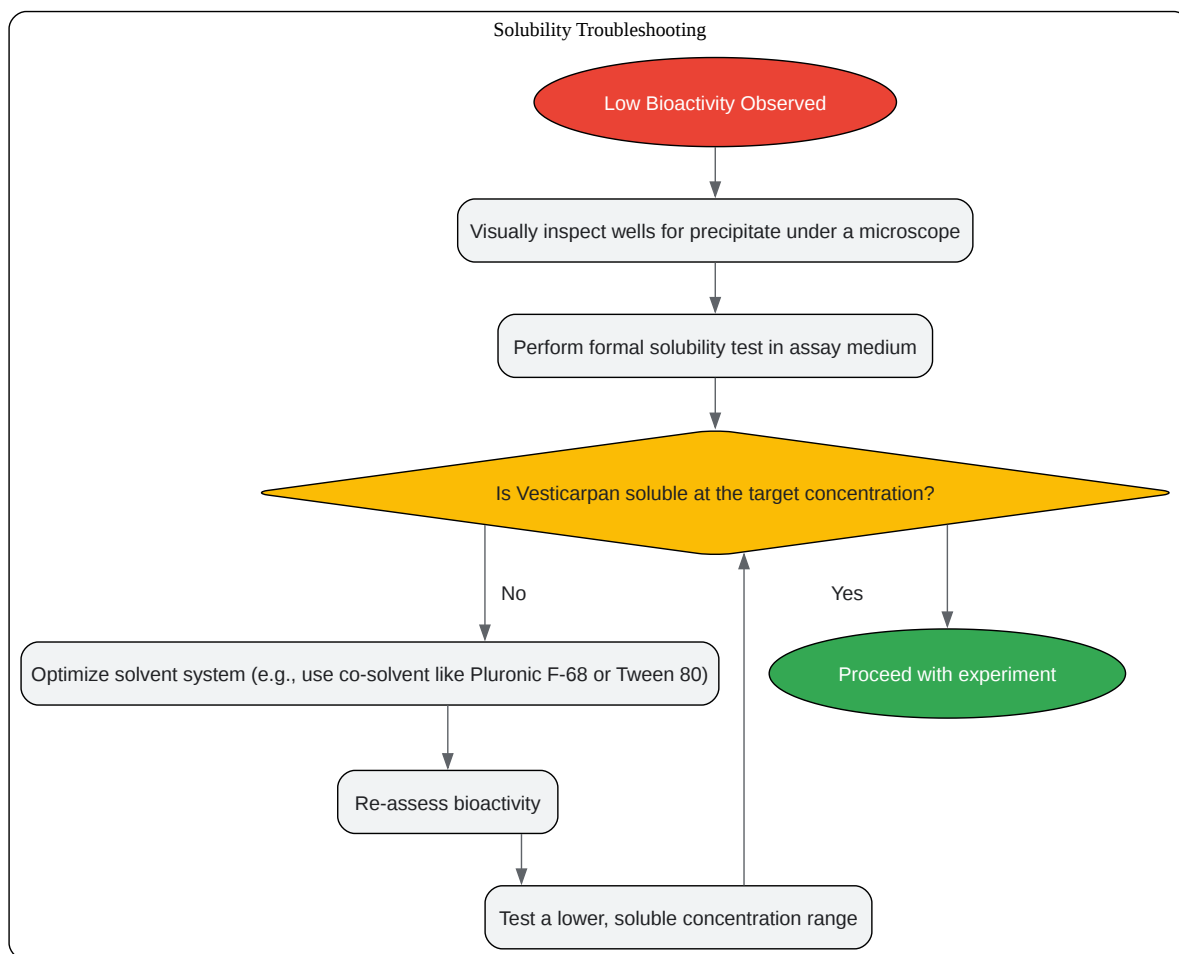 Solubility Troubleshooting
Low Bioactivity Observed
Visually inspect wells for precipitate under a microscope
Perform formal solubility test in assay medium
Is Vesticarpan soluble at the target concentration?
No
Yes
Optimize solvent system (e.g., use co-solvent like Pluronic F-68 or Tween 80)
Proceed with experiment
Re-assess bioactivity
Test a lower, soluble concentration range